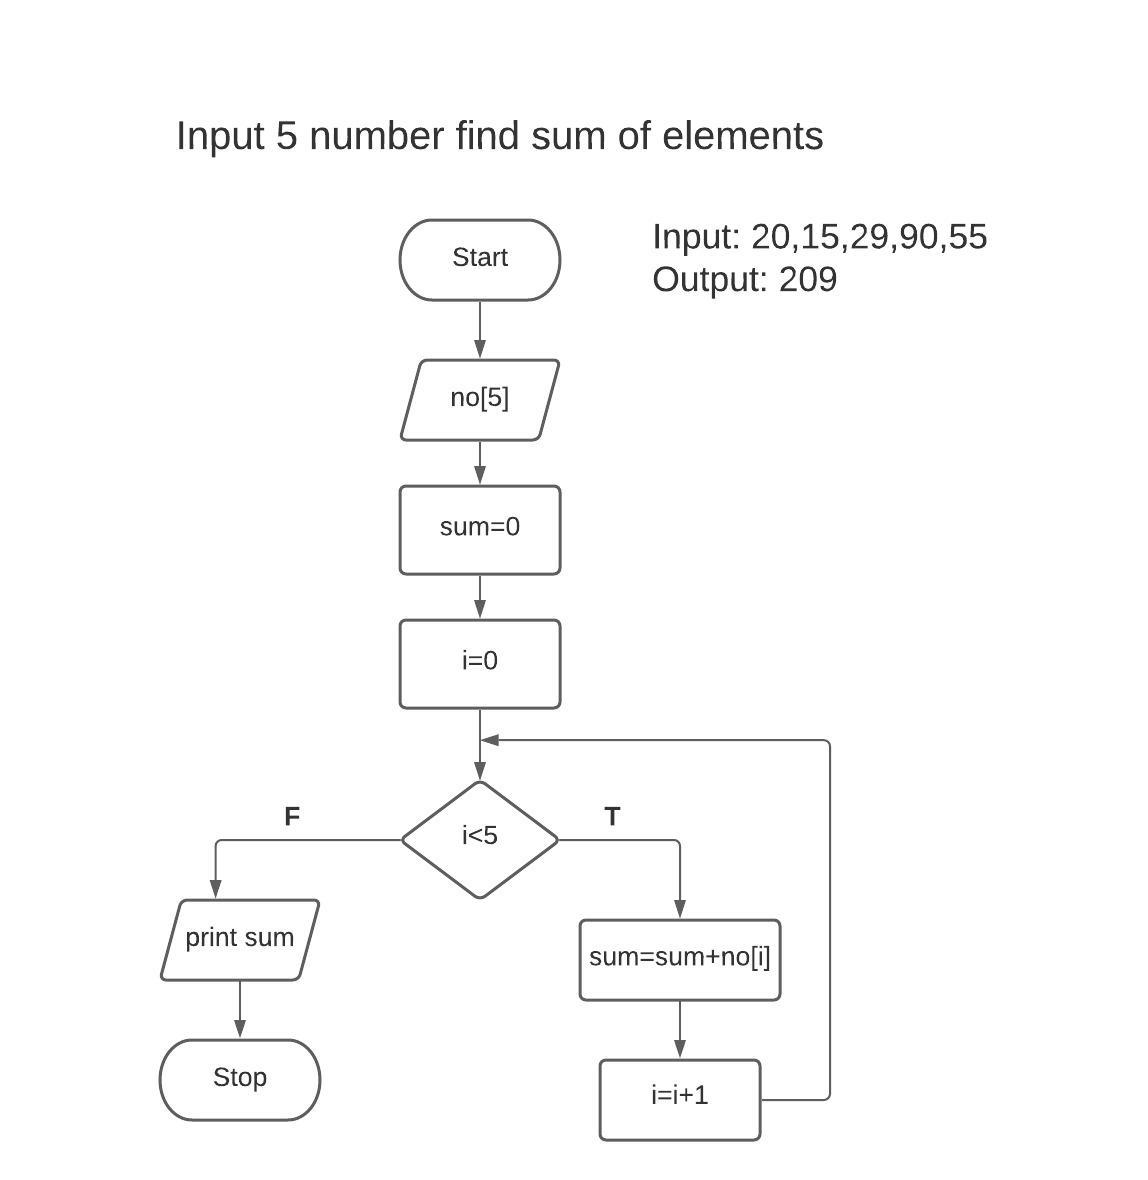 Input 5 number find sum of elements
Input: 20,15,29,90,55
Output: 209
Start
no[5]
sum=0
i=0
i<5
F
T
print sum
Stop
sum=sum+no[i]
i=i+1